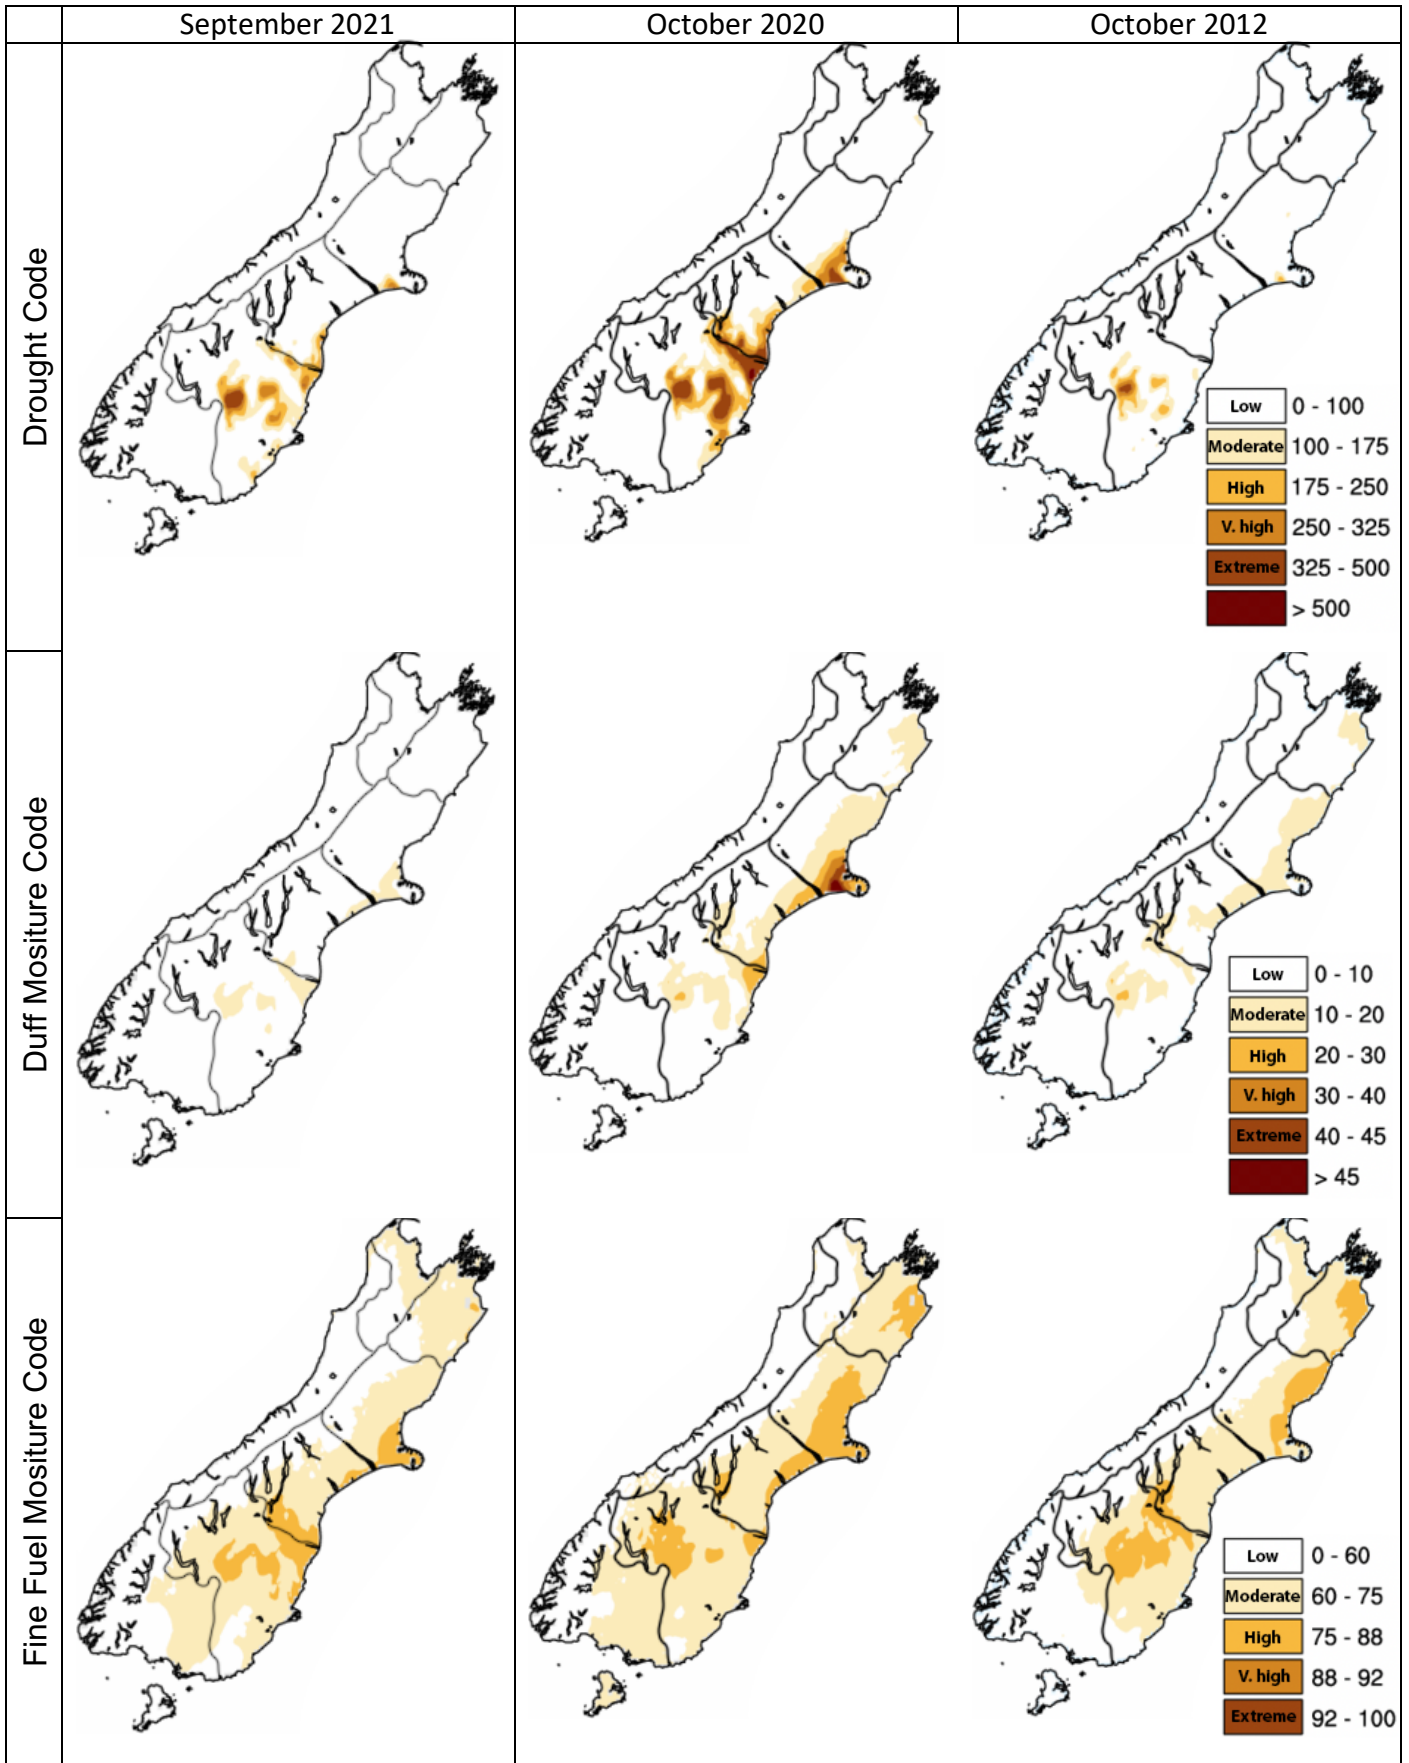 September 2021
October 2020
October 2012
Drought Code
Low 0 - 100
Moderate 100 - 175
High 175 - 250
V. high 250 - 325
Extreme 325 - 500
> 500
Duff Mositure Code
Low 0 - 10
Moderate 10 - 20
High 20 - 30
V. high 30 - 40
Extreme 40 - 45
> 45
Fine Fuel Mositure Code
Low 0 - 60
Moderate 60 - 75
High 75 - 88
V. high 88 - 92
Extreme 92 - 100